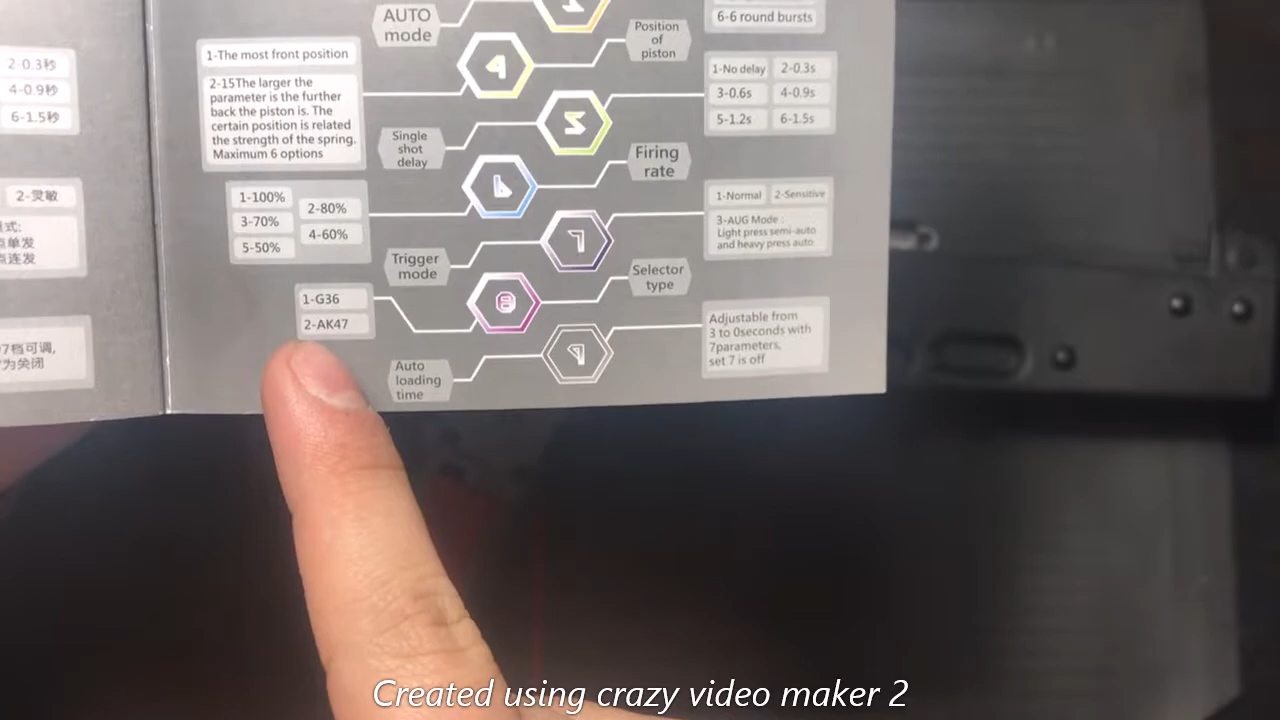 2-0.3秒
4-0.9秒
6-1.5秒
2-灵敏
式:
点单发
点连发
7档可调,
为关闭
AUTO
mode
6-6 round bursts
Position
of
piston
1-The most front position
2-15The larger the
parameter is the further
back the piston is. The
certain position is related
the strength of the spring.
Maximum 6 options
1-No delay
2-0.3s
3-0.6s
4-0.9s
5-1.2s
6-1.5s
Single
shot
delay
Firing
rate
1-100%
2-80%
3-70%
4-60%
5-50%
1-Normal
2-Sensitive
3-AUG Mode :
Light press semi-auto
and heavy press auto
Trigger
mode
Selector
type
1-G36
2-AK47
Adjustable from
3 to 0seconds with
7parameters,
set 7 is off
Auto
loading
time
Created using crazy video maker 2